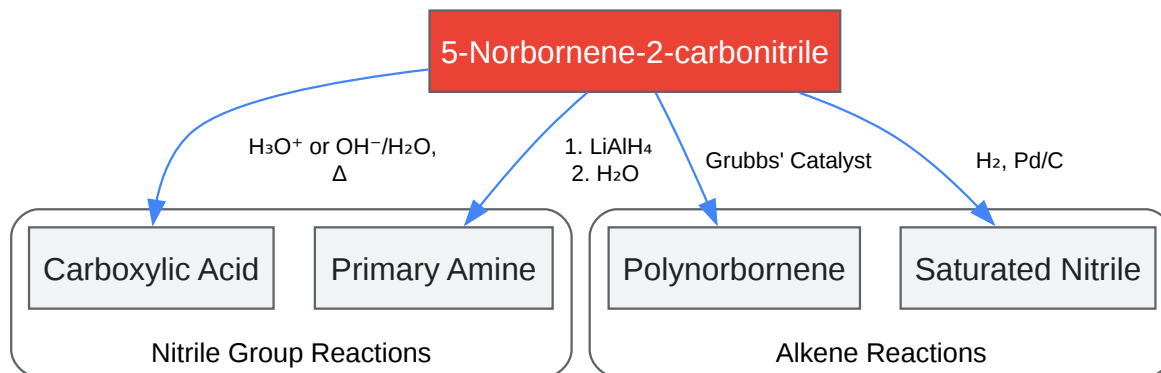 5-Norbornene-2-carbonitrile
H₃O⁺ or OH⁻/H₂O,
Δ
1. LiAlH₄
2. H₂O
Grubbs' Catalyst
H₂, Pd/C
Carboxylic Acid
Primary Amine
Polynorbornene
Saturated Nitrile
Nitrile Group Reactions
Alkene Reactions